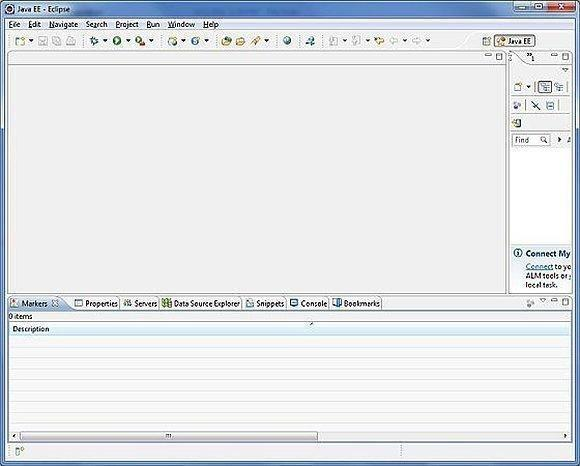 Java EE - Eclipse
File Edit Navigate Search Project Run Window Help
Java EE
Find
Connect My
Connect to yo
ALM tools or
local task.
Markers Properties Servers Data Source Explorer Snippets Console Bookmarks
0 items
Description